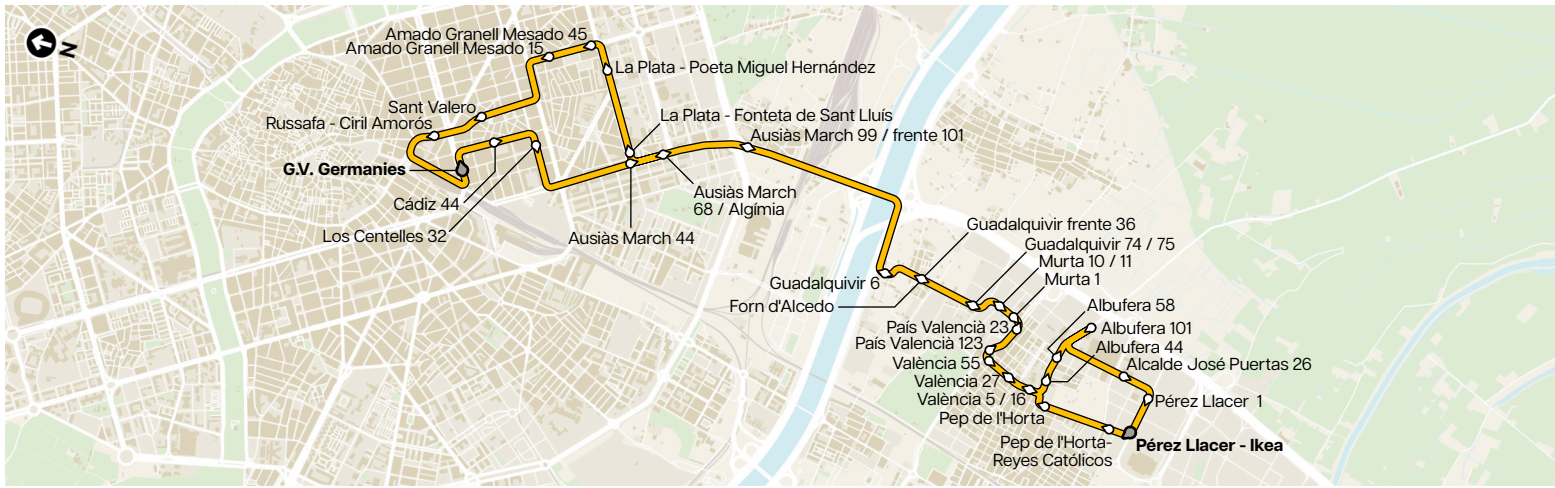 N
Amado Granell Mesado 45
Amado Granell Mesado 15
La Plata - Poeta Miguel Hernández
Sant Valero
Russafa - Ciril Amorós
La Plata - Fonteta de Sant Lluís
Ausiàs March 99 / frente 101
G.V. Germanies
Cádiz 44
Los Centelles 32
Ausiàs March
68 / Algímia
Ausiàs March 44
Guadalquivir frente 36
Guadalquivir 74 / 75
Murta 10 / 11
Murta 1
Guadalquivir 6
Forn d'Alcedo
Albufera 58
País Valencià 23
Albufera 101
País Valencià 123
Albufera 44
València 55
Alcalde José Puertas 26
València 27
València 5 / 16
Pérez Llacer 1
Pep de l'Horta
Pep de l'Horta-
Reyes Católicos
Pérez Llacer - Ikea